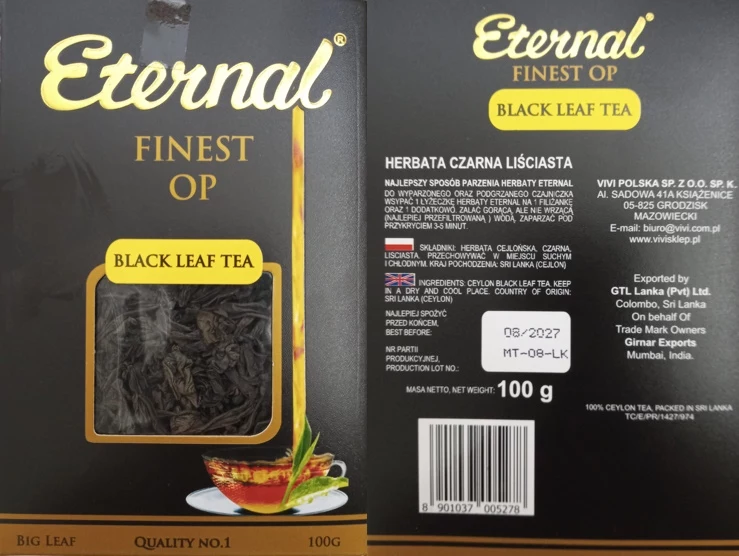 Eternal®
FINEST
OP
BLACK LEAF TEA
BIG LEAF QUALITY NO.1 100G
Eternal®
FINEST OP
BLACK LEAF TEA
HERBATA CZARNA LIŚCIASTA
NAJLEPSZY SPOSÓB PARZENIA HERBATY ETERNAL
DO WYPARZONEGO ORAZ PODGRZANEGO CZAJNICZKA
WSYPAĆ 1 ŁYŻECZKĘ HERBATY ETERNAL NA 1 FILIŻANKĘ
ORAZ 1 DODATKOWO. ZALAĆ GORĄCĄ, ALE NIE WRZĄCĄ
(NAJLEPIEJ PRZEFILTROWANĄ) WODĄ, ZAPARZAĆ POD
PRZYKRYCIEM 3-5 MINUT.
SKŁADNIKI: HERBATA CEJLOŃSKA, CZARNA,
LIŚCIASTA. PRZECHOWYWAĆ W MIEJSCU SUCHYM
I CHŁODNYM. KRAJ POCHODZENIA: SRI LANKA (CEJLON)
INGREDIENTS: CEYLON BLACK LEAF TEA. KEEP
IN A DRY AND COOL PLACE. COUNTRY OF ORIGIN:
SRI LANKA (CEYLON)
NAJLEPIEJ SPOŻYĆ
PRZED KOŃCEM,
BEST BEFORE:
08/2027
NR PARTII
PRODUKCYJNEJ,
PRODUCTION LOT NO.:
MT-08-LK
MASA NETTO, NET WEIGHT: 100 g
8 901037 005278
VIVI POLSKA SP. Z O.O. SP. K.
Al. SADOWA 41A KSIĄŻENICE
05-825 GRODZISK
MAZOWIECKI
E-mail: biuro@vivi.com.pl
www.vivisklep.pl
Exported by
GTL Lanka (Pvt) Ltd.
Colombo, Sri Lanka
On behalf Of
Trade Mark Owners
Girnar Exports
Mumbai, India.
100% CEYLON TEA, PACKED IN SRI LANKA
TC/E/PR/1427/974